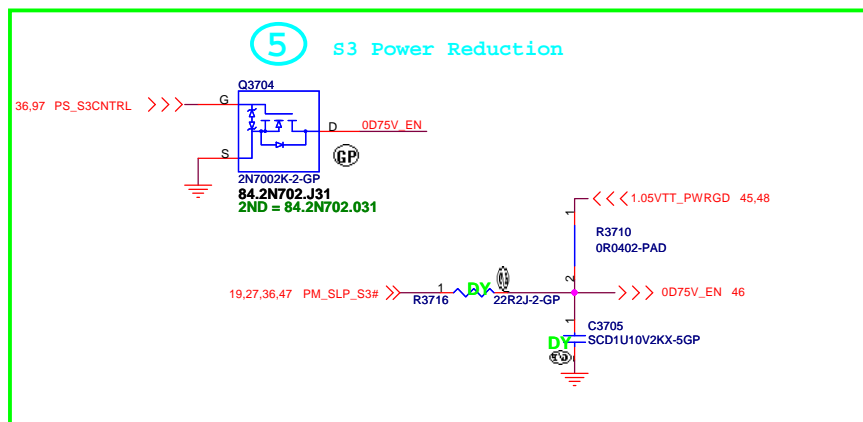 5 S3 Power Reduction
Q3704
36,97 PS_S3CNTRL
G
D
0D75V_EN
S
GP
2N7002K-2-GP
84.2N702.J31
2ND = 84.2N702.031
1.05VTT_PWRGD 45,48
1
R3710
0R0402-PAD
2
19,27,36,47 PM_SLP_S3#
1
DY
R3716
22R2J-2-GP
0D75V_EN 46
1
C3705
DY
SCD1U10V2KX-5GP